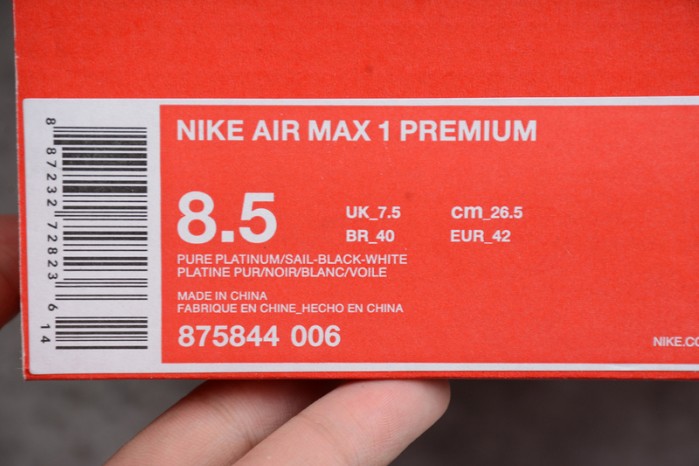 NIKE AIR MAX 1 PREMIUM
8.5
UK_7.5 cm_26.5
BR_40 EUR_42
PURE PLATINUM/SAIL-BLACK-WHITE
PLATINE PUR/NOIR/BLANC/VOILE
MADE IN CHINA
FABRIQUE EN CHINE_HECHO EN CHINA
875844 006
NIKE.CO
8 87232 72823 6 14